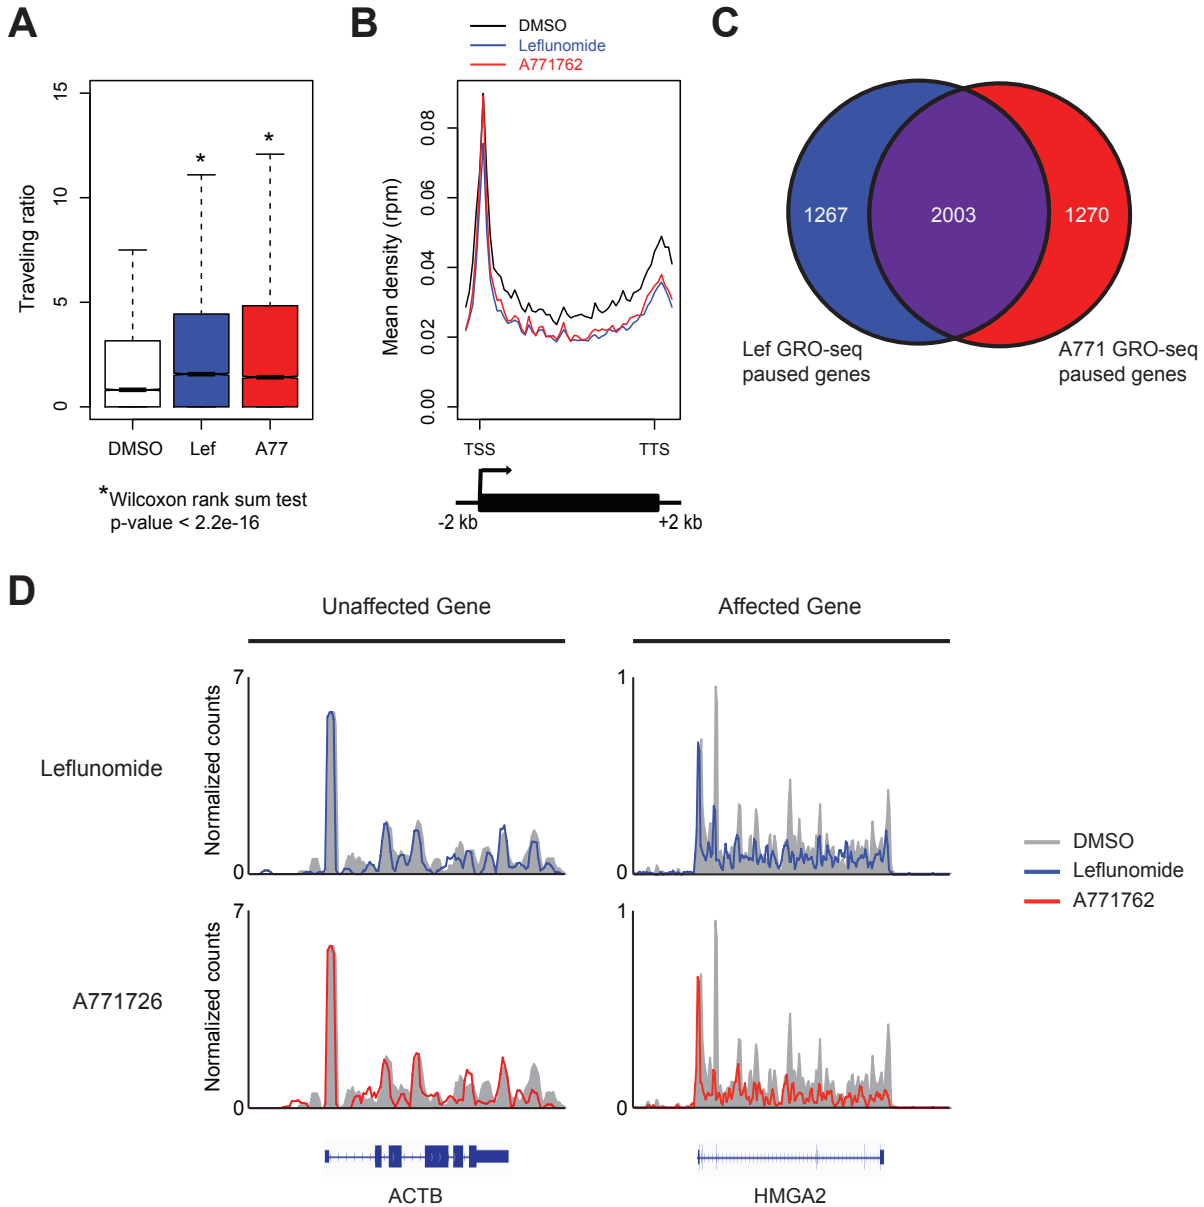 A
B
C
DMSO
Leflunomide
A771762
15
10
5
0
Traveling ratio
*
*
DMSO
Lef
A77
*Wilcoxon rank sum test
p-value < 2.2e-16
0.08
0.06
0.04
0.02
0.00
Mean density (rpm)
TSS
TTS
-2 kb
+2 kb
1267
2003
1270
Lef GRO-seq
paused genes
A771 GRO-seq
paused genes
D
Unaffected Gene
Affected Gene
Leflunomide
7
Normalized counts
0
1
0
DMSO
Leflunomide
A771762
A771726
7
Normalized counts
0
1
0
ACTB
HMGA2